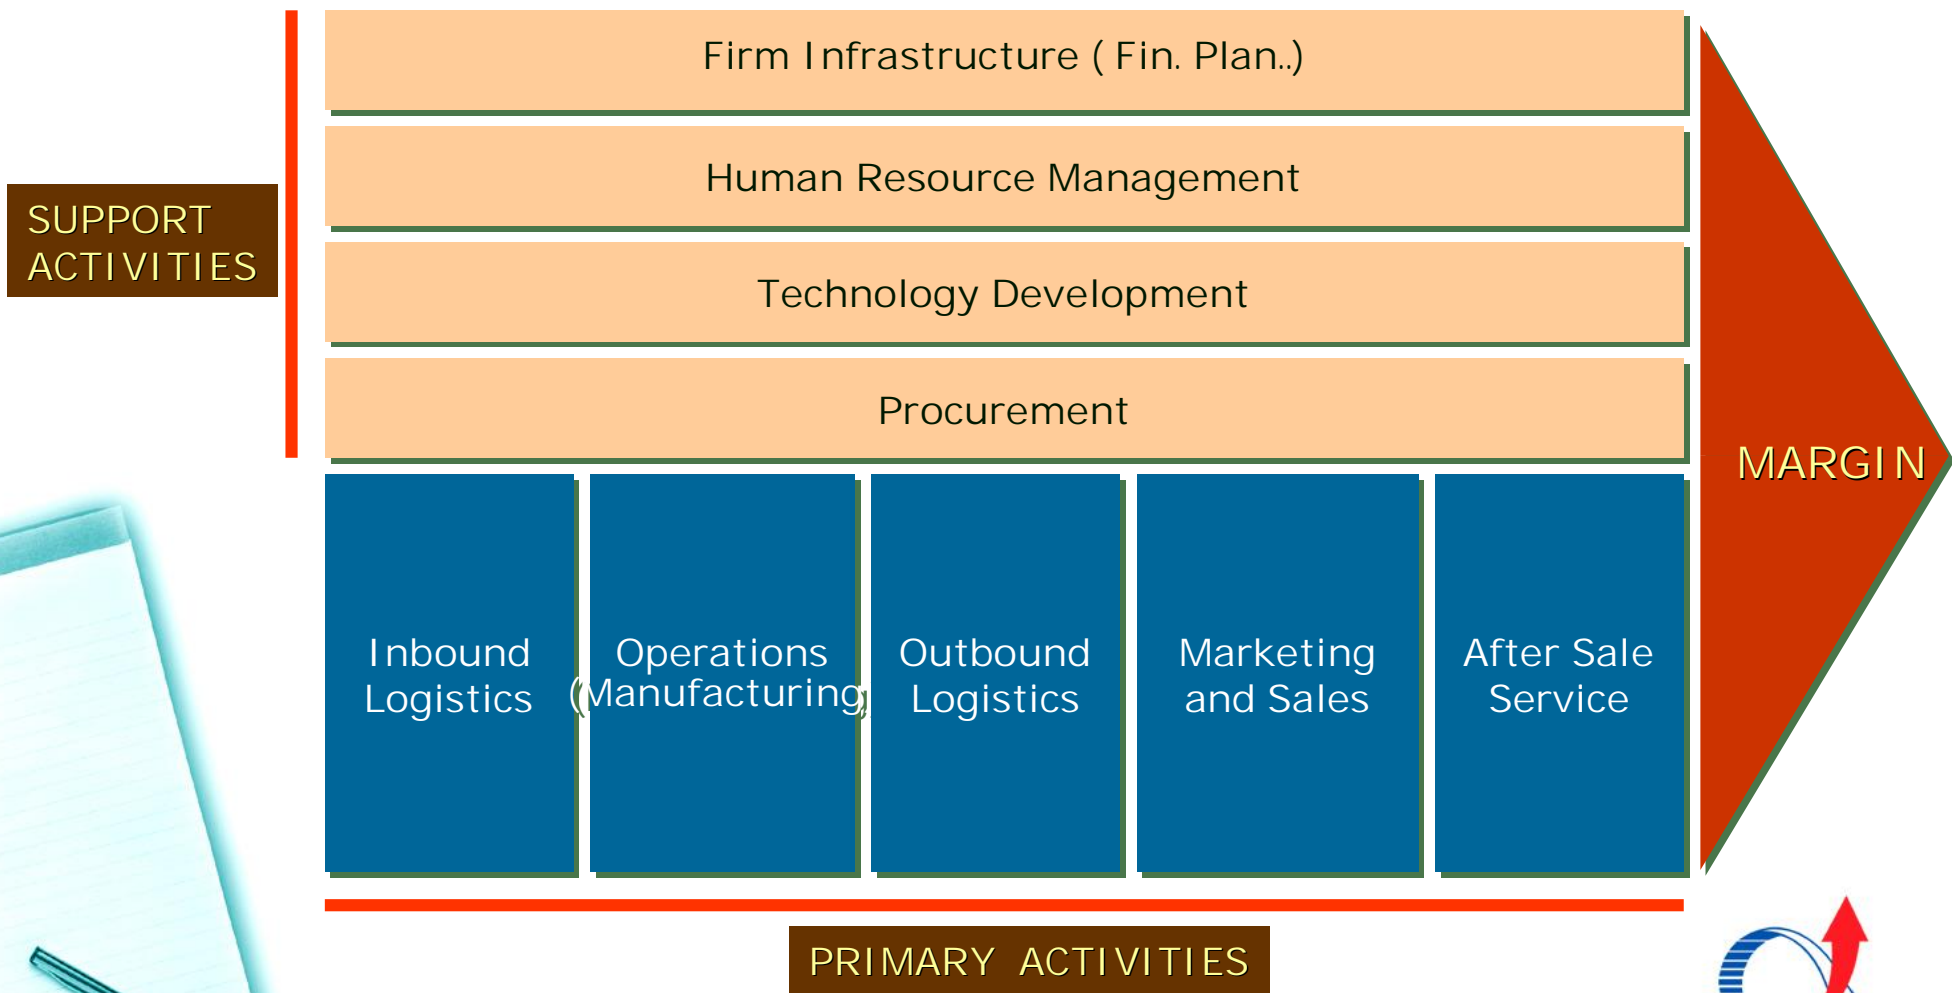 Firm Infrastructure ( Fin. Plan..)
Human Resource Management
SUPPORT
ACTIVITIES
Technology Development
Procurement
MARGIN
Inbound
Logistics
Operations
(Manufacturing)
Outbound
Logistics
Marketing
and Sales
After Sale
Service
PRIMARY ACTIVITIES